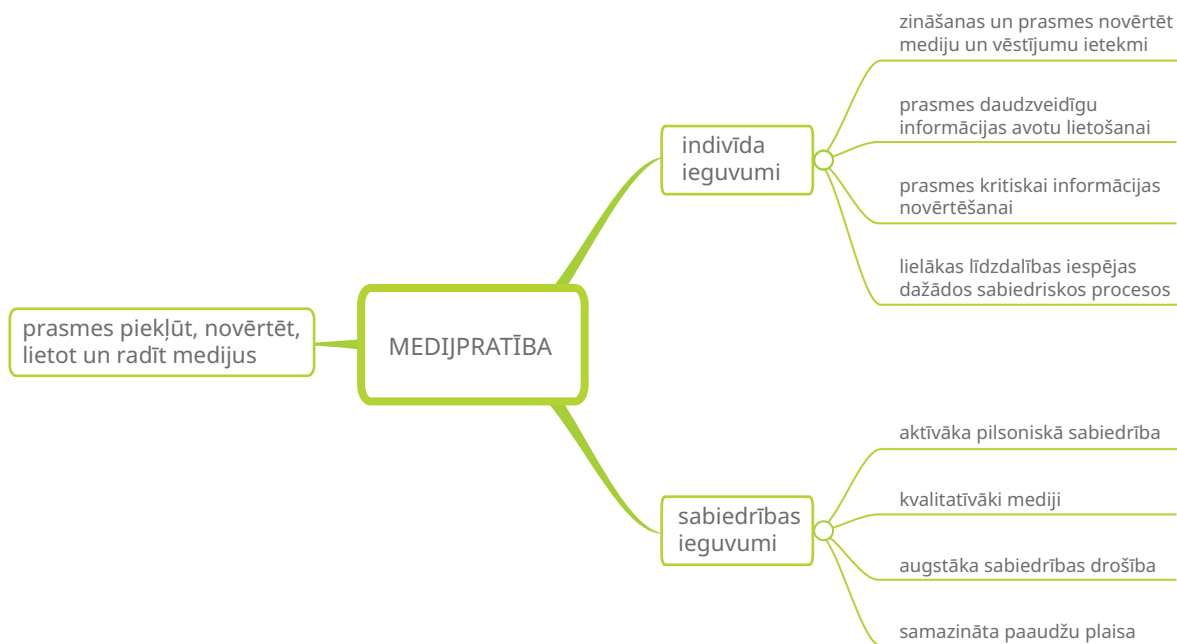 zināšanas un prasmes novērtēt
mediju un vēstījumu ietekmi
prasmes daudzveidīgu
informācijas avotu lietošanai
indivīda
ieguvumi
prasmes kritiskai informācijas
novērtēšanai
lielākas līdzdalības iespējas
dažādos sabiedriskos procesos
prasmes piekļūt, novērtēt,
lietot un radīt medijus
MEDIJPRATĪBA
aktīvāka pilsoniskā sabiedrība
kvalitatīvāki mediji
sabiedrības
ieguvumi
augstāka sabiedrības drošība
samazināta paaudžu plaisa